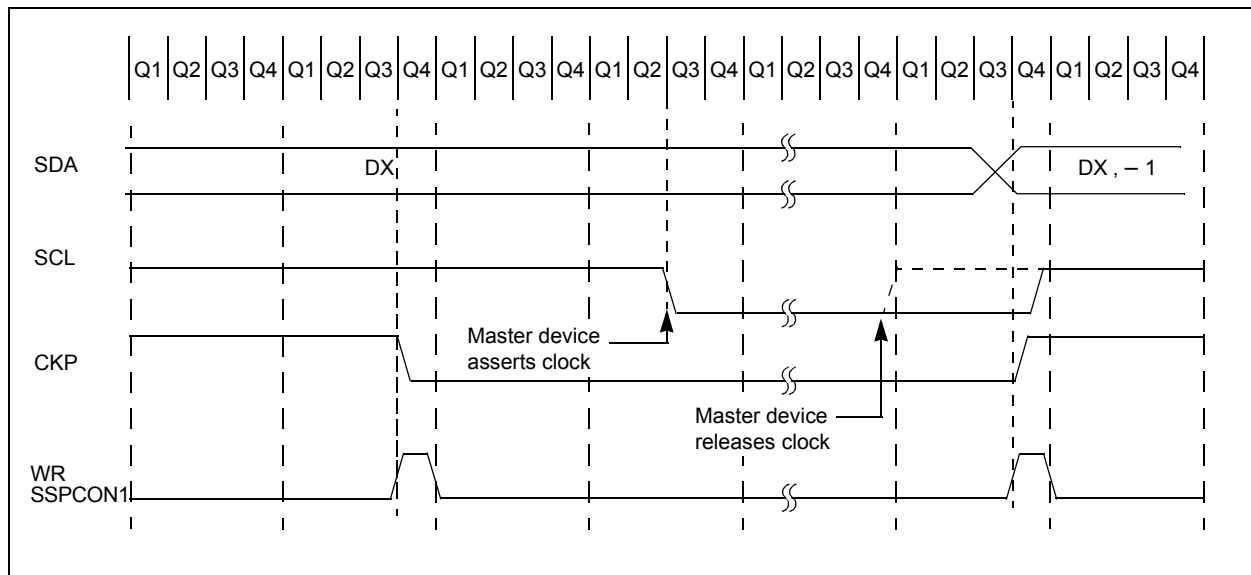 Q1 Q2 Q3 Q4 Q1 Q2 Q3 Q4 Q1 Q2 Q3 Q4 Q1 Q2 Q3 Q4 Q1 Q2 Q3 Q4 Q1 Q2 Q3 Q4 Q1 Q2 Q3 Q4
SDA
DX
DX , – 1
SCL
Master device
asserts clock
CKP
Master device
releases clock
WR
SSPCON1